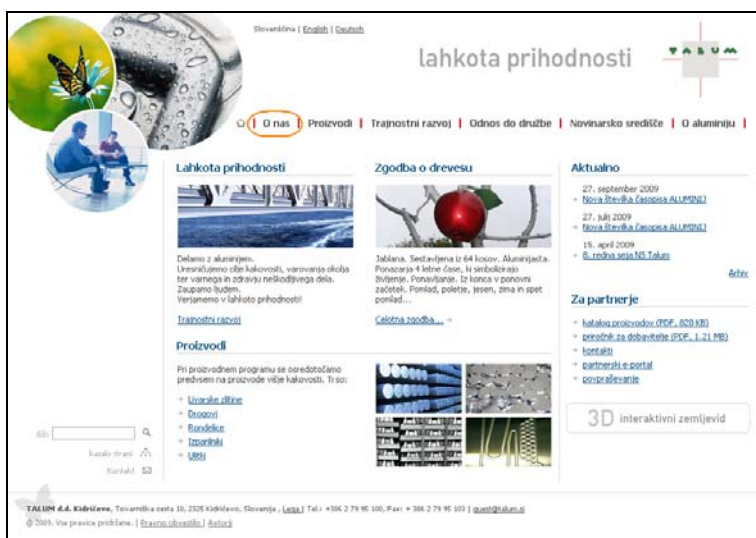 Slovenščina | English | Deutsch
lahkota prihodnosti
TALUM
O nas | Proizvodi | Trajnostni razvoj | Odnos do družbe | Novinarsko središče | O aluminiju |
Lahkota prihodnosti
Delamo z aluminijem.
Uresničujemo cilje kakovosti, varovanja okolja
ter varnega in zdravju neškodljivega dela.
Zaupamo ljudem.
Verjamemo v lahkoto prihodnosti!
Trajnostni razvoj
Zgodba o drevesu
Jablana. Sestavljena iz 64 kosov. Aluminijasta.
Ponazarja 4 letne čase, ki simbolizirajo
življenje. Ponavljanje. Iz konca v ponovni
začetek. Pomlad, poletje, jesen, zima in spet
pomlad...
Celotna zgodba...
Proizvodi
Pri proizvodnem programu se osredotočamo
predvsem na proizvode višje kakovosti. Ti so:
Livarske zlitine
Drogovi
Rondelice
Izparilniki
Ulitki
Aktualno
27. september 2009
Nova številka časopisa ALUMINIJ
27. julij 2009
Nova številka časopisa ALUMINIJ
15. april 2009
8. redna seja NS Talum
Arhiv
Za partnerje
katalog proizvodov (PDF, 820 KB)
priročnik za dobavitelje (PDF, 1.21 MB)
kontakti
partnerski e-portal
povpraševanje
3D interaktivni zemljevid
išči
kazalo strani
Kontakt
TALUM d.d. Kidričevo, Tovarniška cesta 10, 2325 Kidričevo, Slovenija , Lega | Tel.: +386 2 79 95 100, Fax: + 386 2 79 95 103 | guest@talum.si
© 2009. Vse pravice pridržane. | Pravno obvestilo | Avtorji